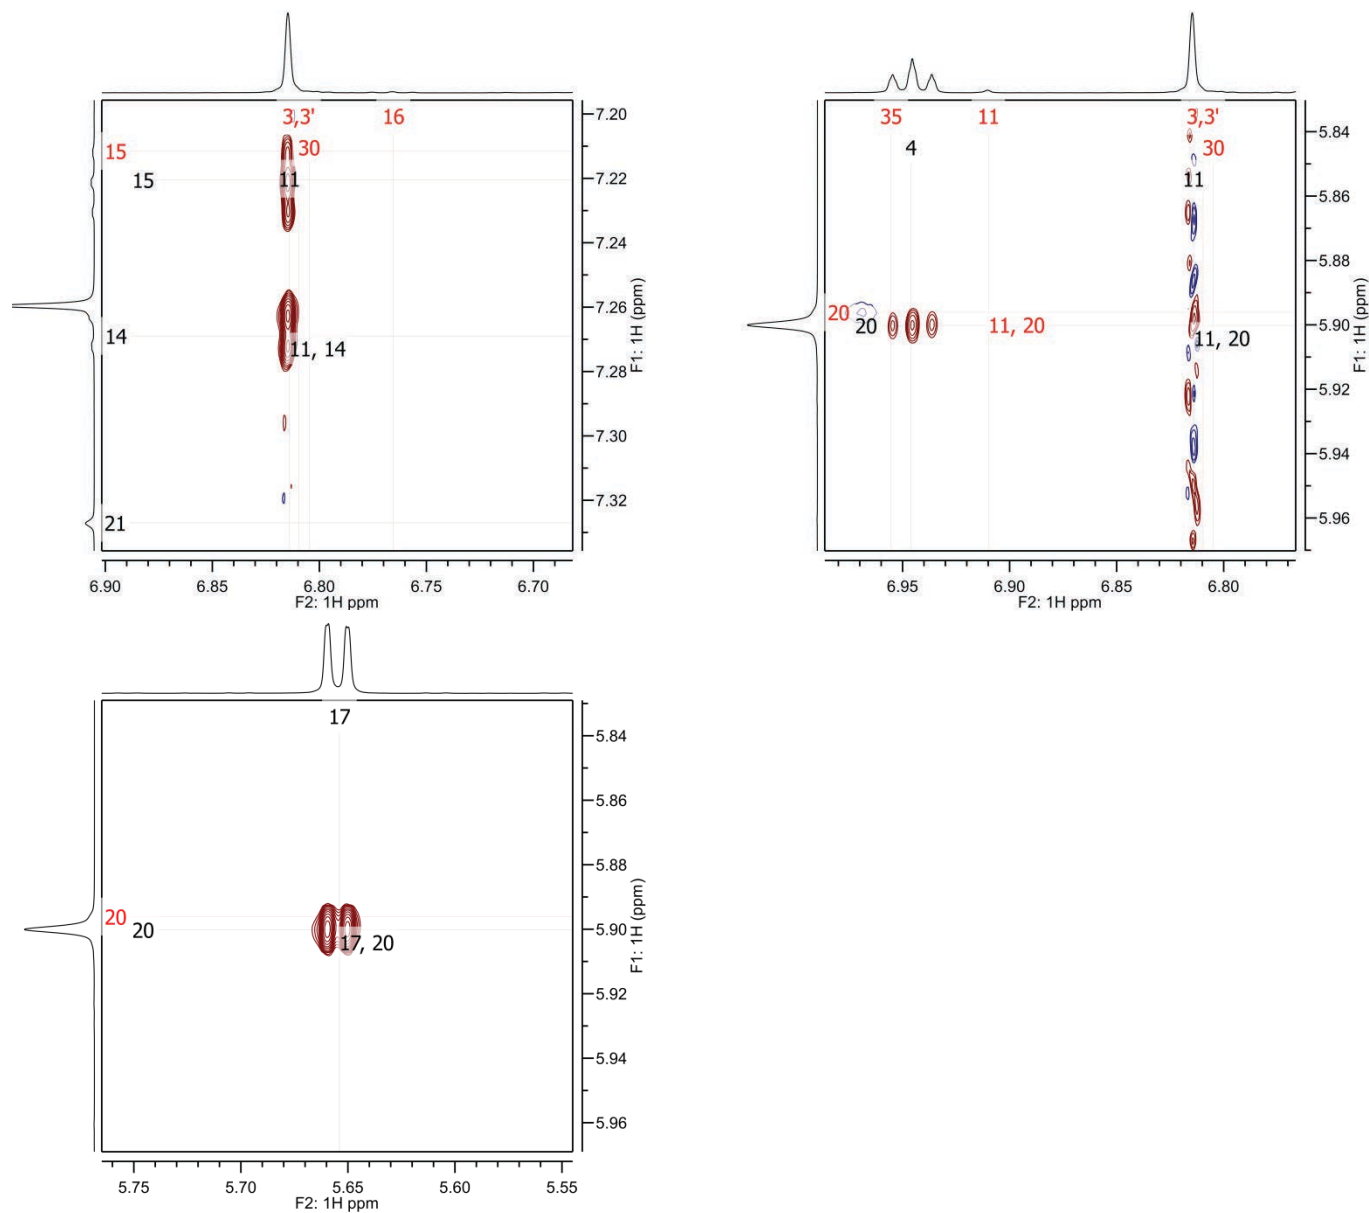 3,3' 16
15 30
15 11
14 11, 14
21
7.20
7.22
7.24
7.26
7.28
7.30
7.32
F1: 1H (ppm)
6.90 6.85 6.80 6.75 6.70
F2: 1H ppm
35 11 3,3'
4 30
11
20 20 11, 20 11, 20
5.84
5.86
5.88
5.90
5.92
5.94
5.96
F1: 1H (ppm)
6.95 6.90 6.85 6.80
F2: 1H ppm
17
20 20 17, 20
5.84
5.86
5.88
5.90
5.92
5.94
5.96
F1: 1H (ppm)
5.75 5.70 5.65 5.60 5.55
F2: 1H ppm